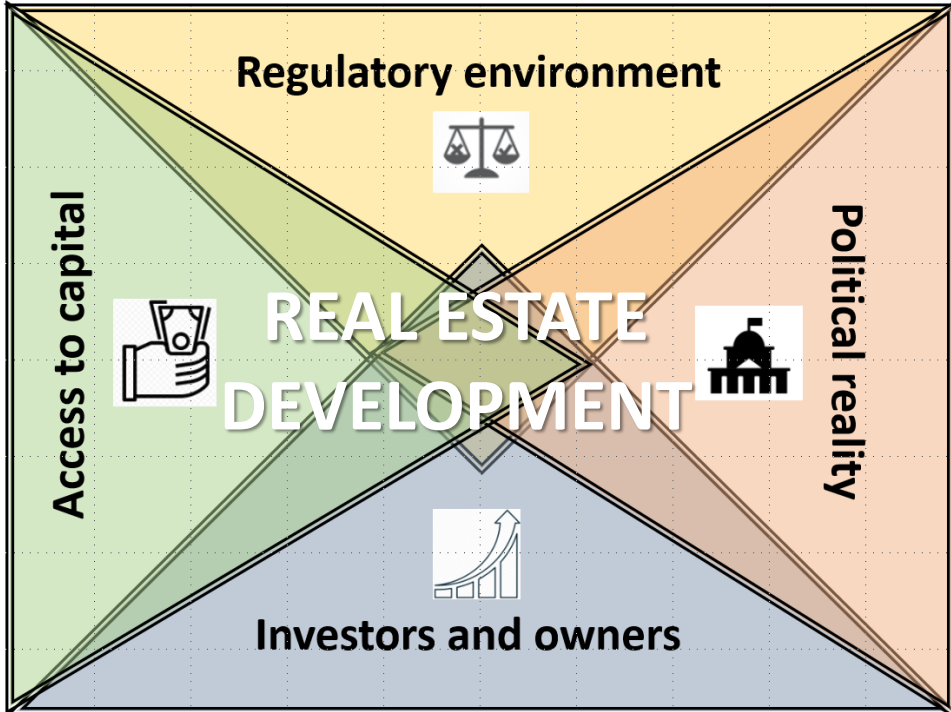 Regulatory environment
Access to capital
REAL ESTATE
DEVELOPMENT
Political reality
Investors and owners